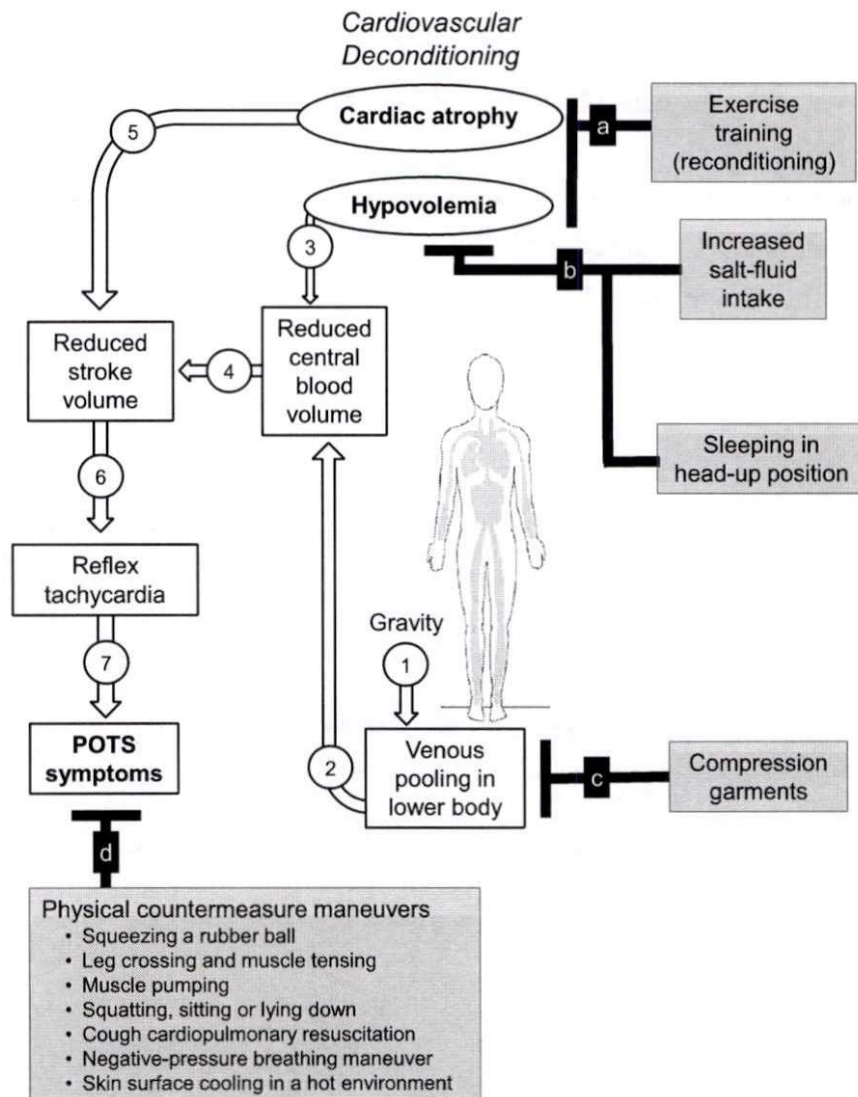 Cardiovascular
Deconditioning
Cardiac atrophy
a
Exercise
training
(reconditioning)
5
Hypovolemia
3
b
Increased
salt-fluid
intake
Reduced
stroke
volume
4
Reduced
central
blood
volume
Sleeping in
head-up position
6
Reflex
tachycardia
Gravity
1
7
POTS
symptoms
2
Venous
pooling in
lower body
c
Compression
garments
d
Physical countermeasure maneuvers
• Squeezing a rubber ball
• Leg crossing and muscle tensing
• Muscle pumping
• Squatting, sitting or lying down
• Cough cardiopulmonary resuscitation
• Negative-pressure breathing maneuver
• Skin surface cooling in a hot environment